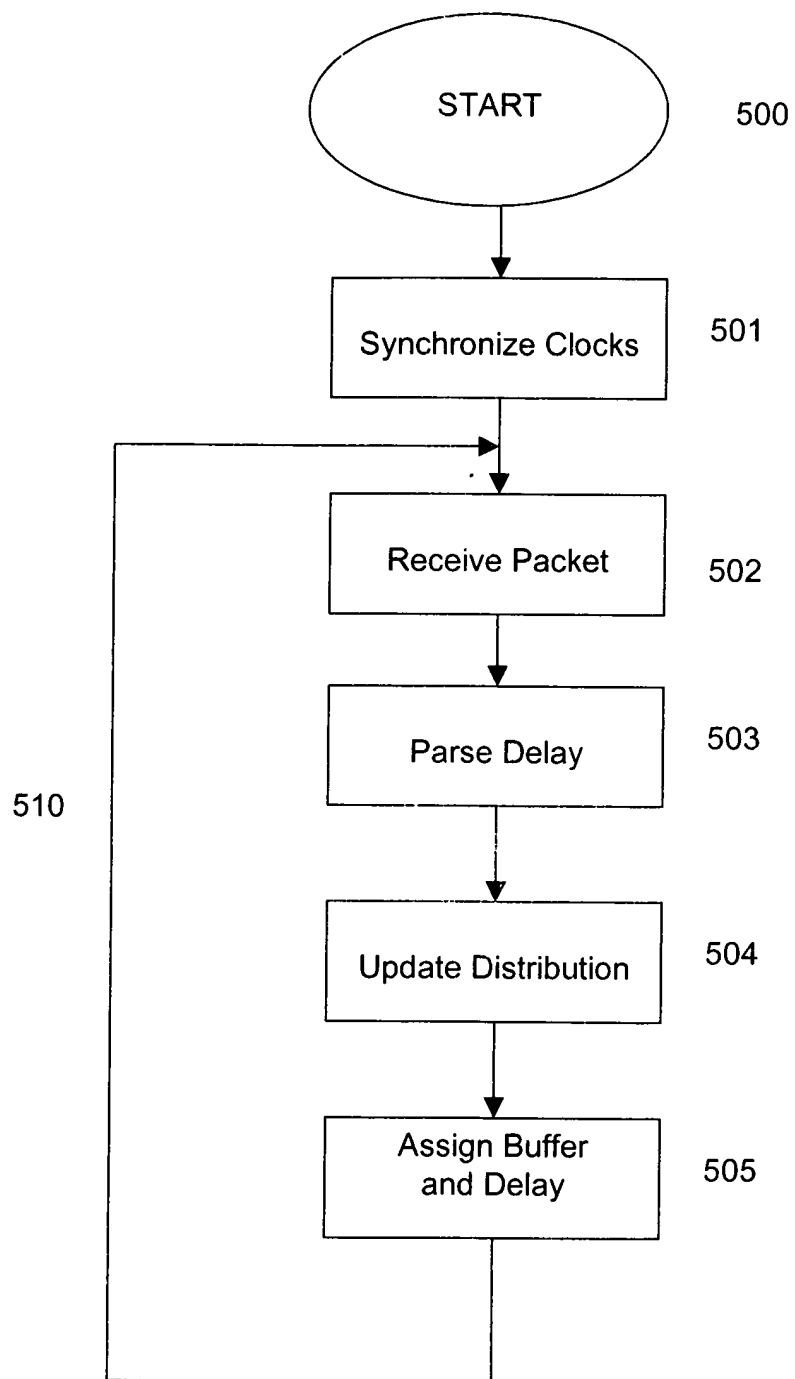 START
500
Synchronize Clocks
501
Receive Packet
502
Parse Delay
503
510
Update Distribution
504
Assign Buffer
and Delay
505